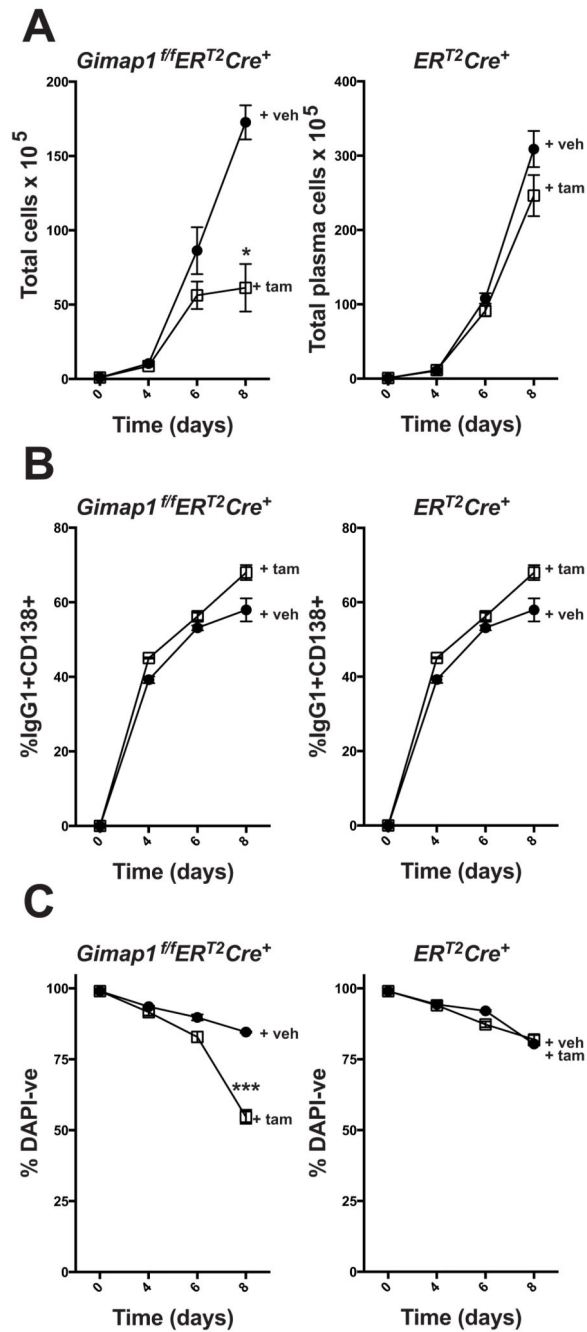 A
Gimap1 f/fERT2Cre+
ERT2Cre+
Total cells x 10 5
200
150
100
50
0
+ veh
*
+ tam
0 4 6 8
Time (days)
Total plasma cells x 10 5
400
300
200
100
0
+ veh
+ tam
0 4 6 8
Time (days)
B
Gimap1 f/fERT2Cre+
ERT2Cre+
%IgG1+CD138+
80
60
40
20
0
+ tam
+ veh
0 4 6 8
Time (days)
%IgG1+CD138+
80
60
40
20
0
+ tam
+ veh
0 4 6 8
Time (days)
C
Gimap1 f/fERT2Cre+
ERT2Cre+
% DAPI-ve
100
75
50
25
0
+ veh
***
+ tam
0 4 6 8
Time (days)
% DAPI-ve
100
75
50
25
0
+ veh
+ tam
0 4 6 8
Time (days)